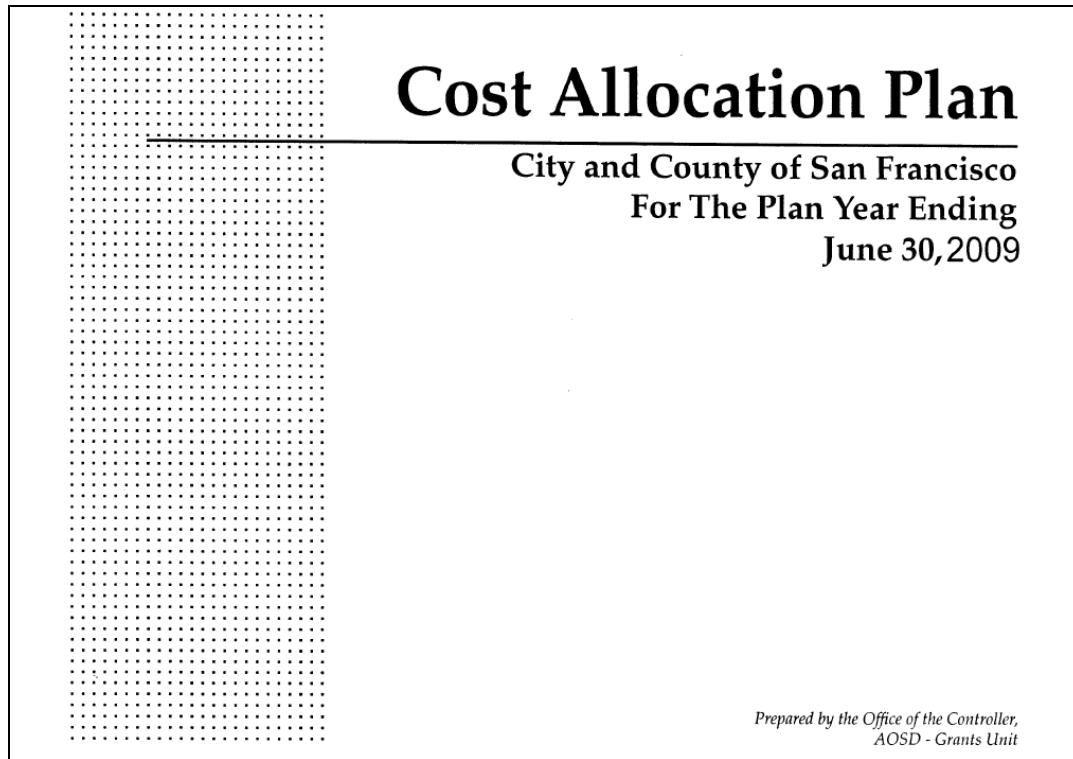 Cost Allocation Plan
City and County of San Francisco
For The Plan Year Ending
June 30, 2009
Prepared by the Office of the Controller,
AOSD - Grants Unit